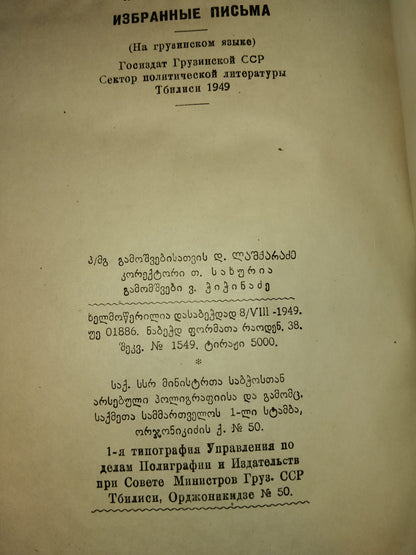 ИЗБРАННЫЕ ПИСЬМА
(На грузинском языке)
Госиздат Грузинской ССР
Сектор политической литературы
Тбилиси 1949
პ/მგ გამოშვებისათვის დ. ლაშქარაძე
კორექტორი თ. სახურია
გამომშვები ვ. ჭიჭინაძე
ხელმოწერილია დასაბეჭდად 8/VIII -1949.
უე 01886. ნაბეჭდ ფორმათა რაოდენ. 38.
შეკვ. № 1549. ტირაჟი 5000.
*
საქ. სსრ მინისტრთა საბჭოსთან
არსებული პოლიგრაფიისა და გამომც.
საქმეთა სამმართველოს 1-ლი სტამბა,
ორჯონიკიძის ქ. № 50.
1-я типография Управления по
делам Полиграфии и Издательств
при Совете Министров Груз. ССР
Тбилиси, Орджоникидзе № 50.